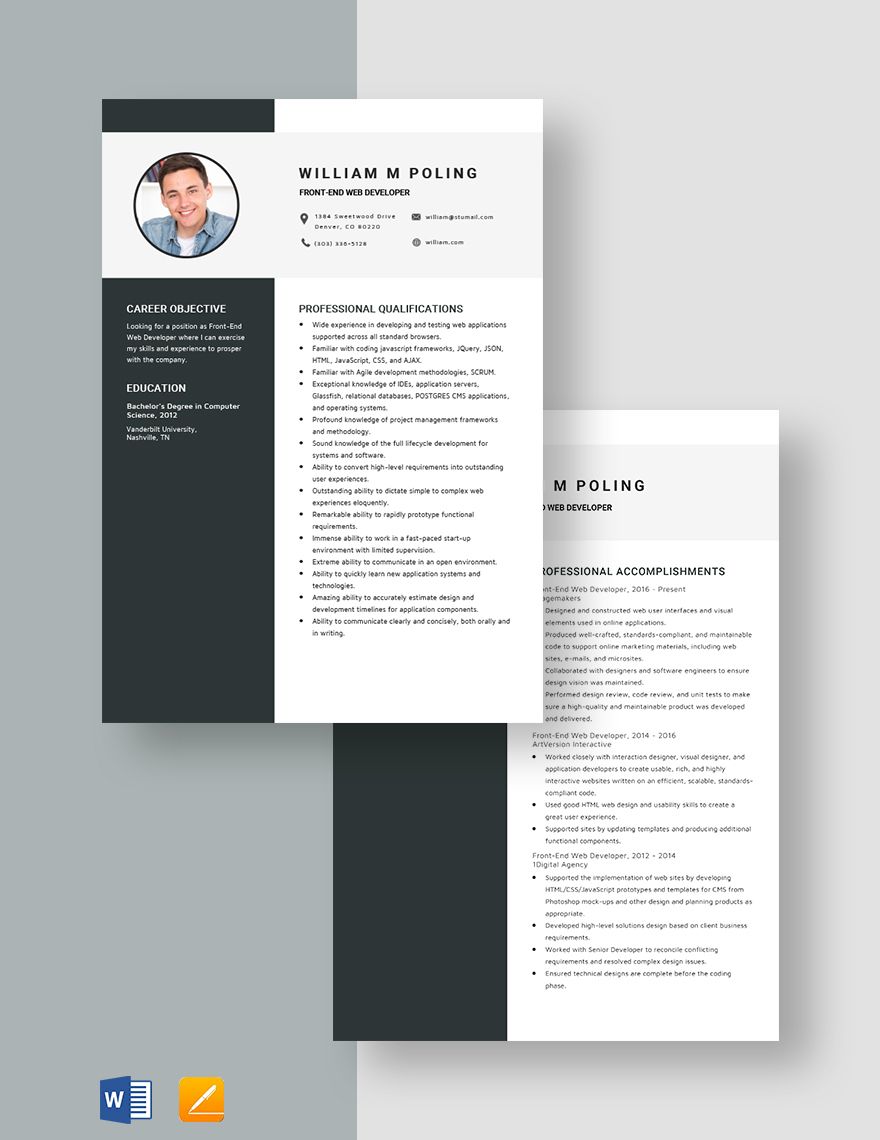 WILLIAM M POLING
FRONT-END WEB DEVELOPER
1384 Sweetwood Drive
Denver, CO 80220
(303) 336-5128
william@stumail.com
william.com
CAREER OBJECTIVE
Looking for a position as Front-End
Web Developer where I can exercise
my skills and experience to prosper
with the company.
EDUCATION
Bachelor's Degree in Computer
Science, 2012
Vanderbilt University,
Nashville, TN
PROFESSIONAL QUALIFICATIONS
Wide experience in developing and testing web applications
supported across all standard browsers.
Familiar with coding javascript frameworks, JQuery, JSON,
HTML, JavaScript, CSS, and AJAX.
Familiar with Agile development methodologies, SCRUM.
Exceptional knowledge of IDEs, application servers,
Glassfish, relational databases, POSTGRES CMS applications,
and operating systems.
Profound knowledge of project management frameworks
and methodology.
Sound knowledge of the full lifecycle development for
systems and software.
Ability to convert high-level requirements into outstanding
user experiences.
Outstanding ability to dictate simple to complex web
experiences eloquently.
Remarkable ability to rapidly prototype functional
requirements.
Immense ability to work in a fast-paced start-up
environment with limited supervision.
Extreme ability to communicate in an open environment.
Ability to quickly learn new application systems and
technologies.
Amazing ability to accurately estimate design and
development timelines for application components.
Ability to communicate clearly and concisely, both orally and
in writing.
M POLING
WEB DEVELOPER
ROFESSIONAL ACCOMPLISHMENTS
nt-End Web Developer, 2016 - Present
agemakers
Designed and constructed web user interfaces and visual
elements used in online applications.
Produced well-crafted, standards-compliant, and maintainable
code to support online marketing materials, including web
sites, e-mails, and microsites.
Collaborated with designers and software engineers to ensure
design vision was maintained.
Performed design review, code review, and unit tests to make
sure a high-quality and maintainable product was developed
and delivered.
Front-End Web Developer, 2014 - 2016
ArtVersion Interactive
Worked closely with interaction designer, visual designer, and
application developers to create usable, rich, and highly
interactive websites written on an efficient, scalable, standards-
compliant code.
Used good HTML web design and usability skills to create a
great user experience.
Supported sites by updating templates and producing additional
functional components.
Front-End Web Developer, 2012 - 2014
1Digital Agency
Supported the implementation of web sites by developing
HTML/CSS/JavaScript prototypes and templates for CMS from
Photoshop mock-ups and other design and planning products as
appropriate.
Developed high-level solutions design based on client business
requirements.
Worked with Senior Developer to reconcile conflicting
requirements and resolved complex design issues.
Ensured technical designs are complete before the coding
phase.
W